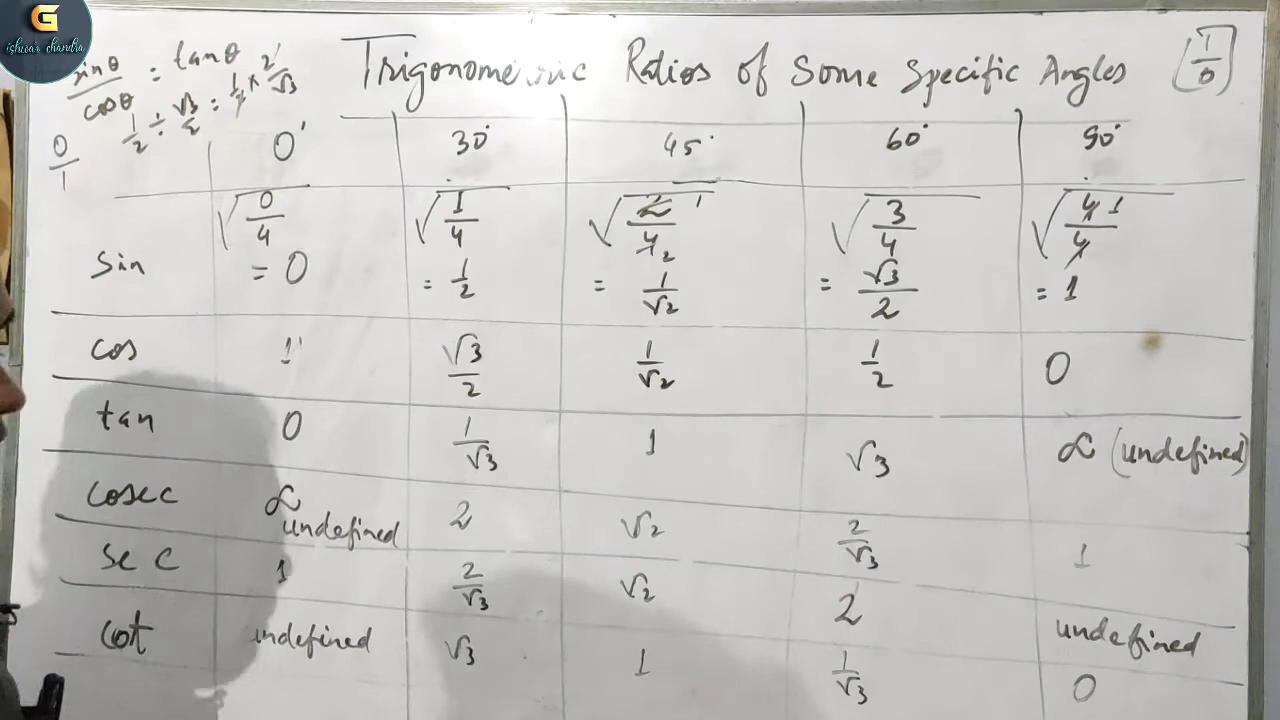 G
ishwar chandra
sinθ/cosθ = tanθ
1/2 ÷ √3/2 = 1/2 × 2/√3
0/1
Trigonometric Ratios of Some Specific Angles (1/0)
0° 30° 45° 60° 90°
sin √(0/4) = 0 √(1/4) = 1/2 √(2/4) 1 2 = 1/√2 √(3/4) = √3/2 √(4/4) 1 = 1
cos 1 √3/2 1/√2 1/2 0
tan 0 1/√3 1 √3 ∝ (undefined)
cosec ∝ undefined 2 √2 2/√3 1
sec 1 2/√3 √2 2 undefined
cot undefined √3 1 1/√3 0